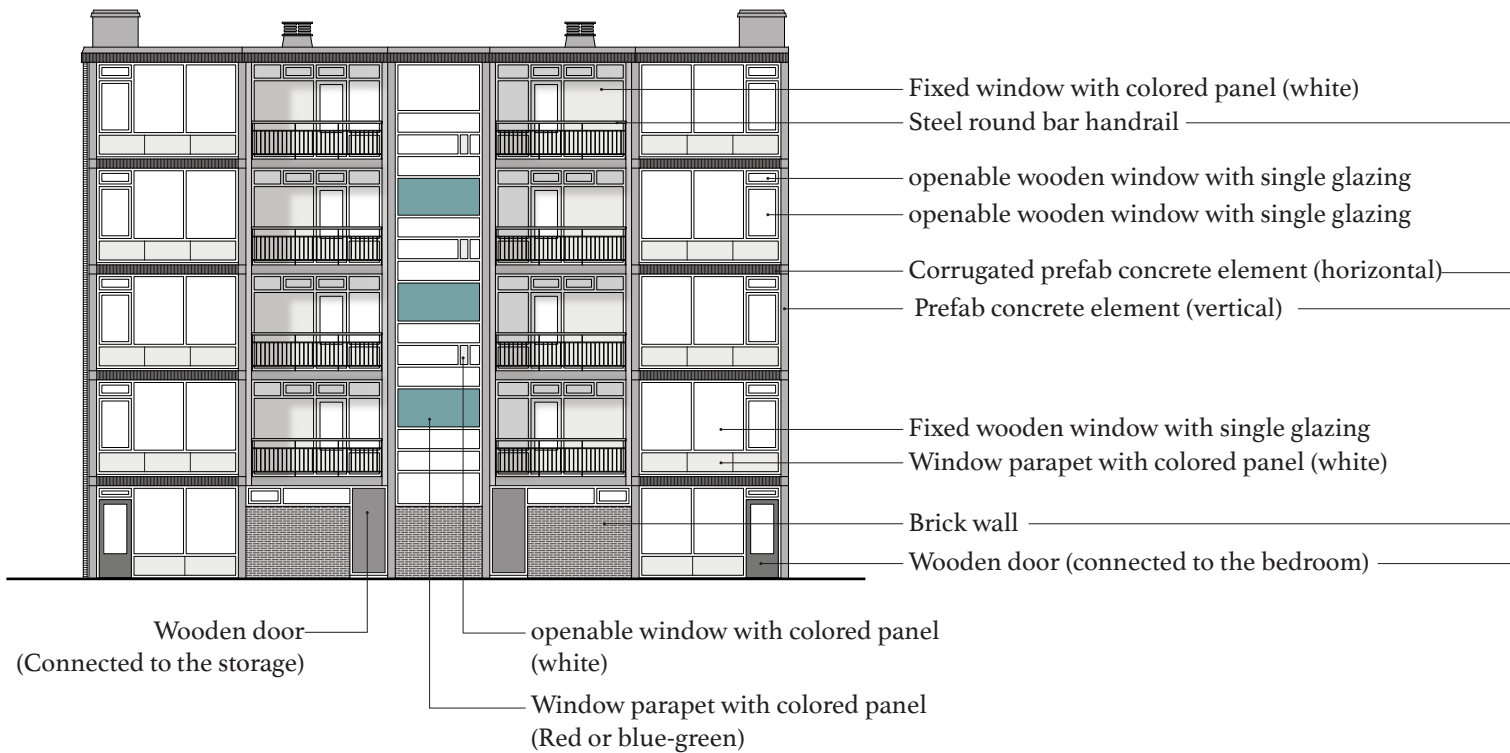 Fixed window with colored panel (white)
Steel round bar handrail
openable wooden window with single glazing
openable wooden window with single glazing
Corrugated prefab concrete element (horizontal)
Prefab concrete element (vertical)
Fixed wooden window with single glazing
Window parapet with colored panel (white)
Brick wall
Wooden door (connected to the bedroom)
Wooden door
(Connected to the storage)
openable window with colored panel
(white)
Window parapet with colored panel
(Red or blue-green)